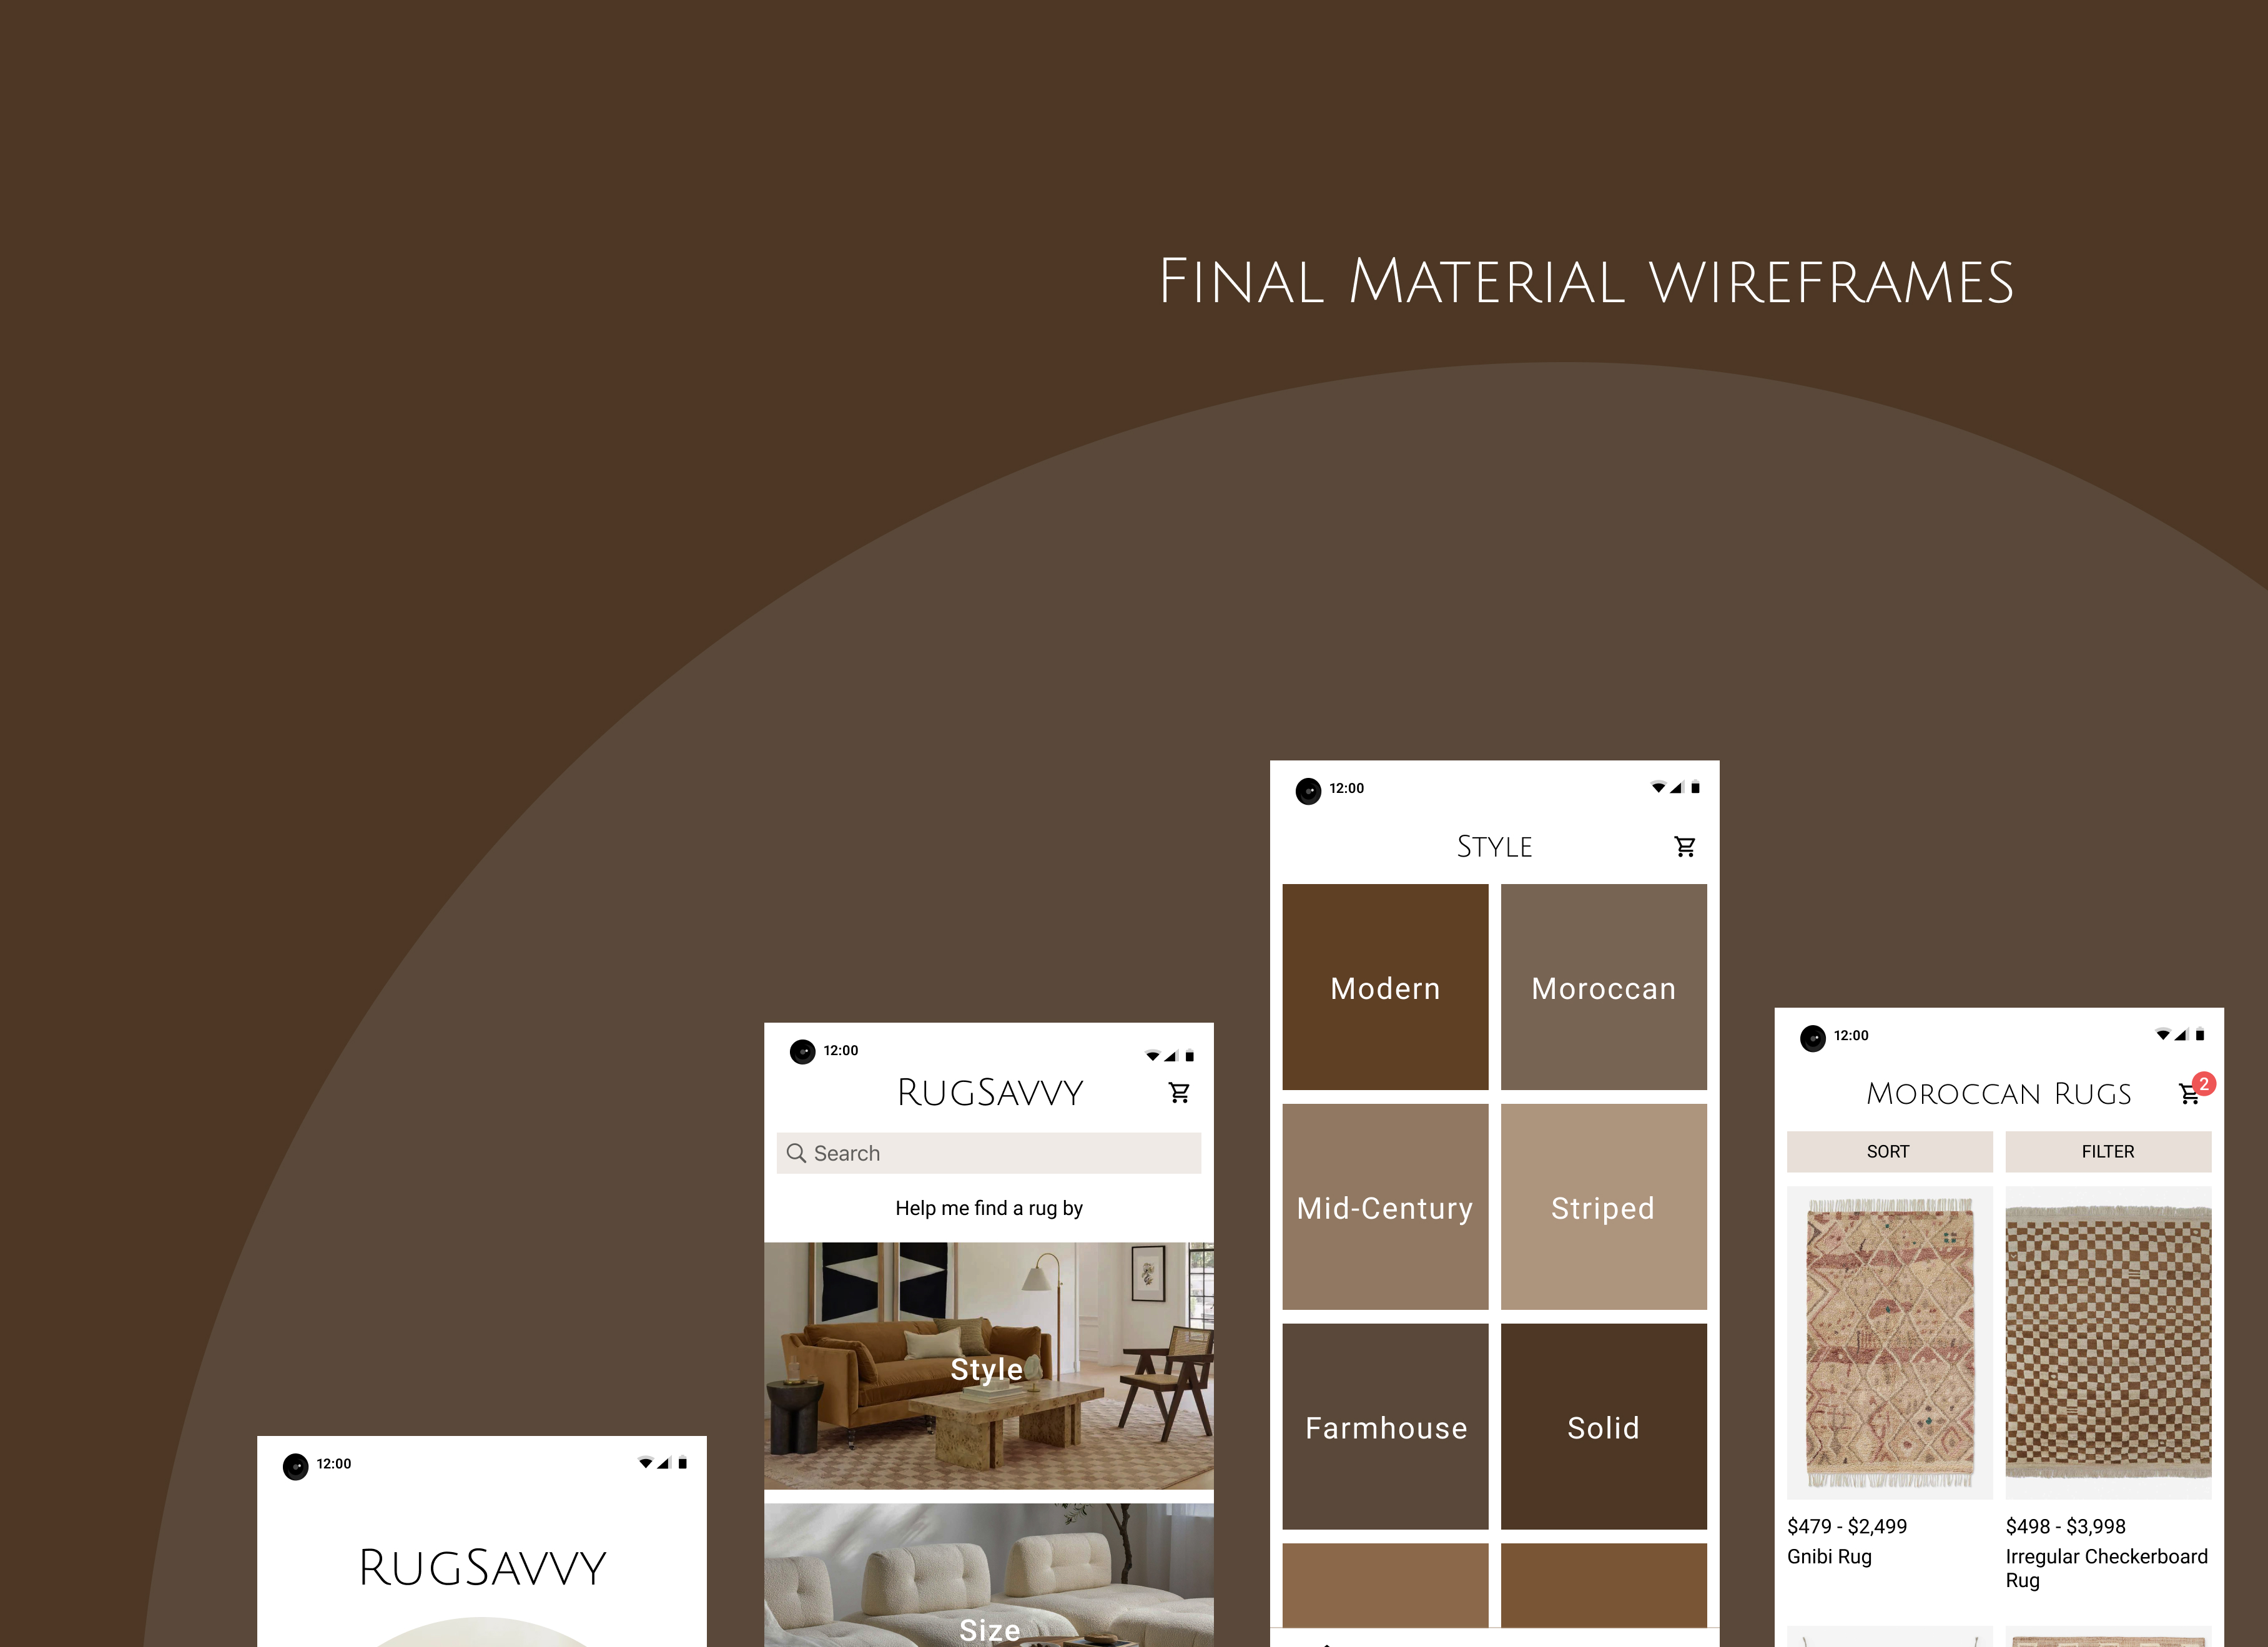 Final Material wireframes
12:00
RugSavvy
12:00
RugSavvy
Search
Help me find a rug by
Style
Size
12:00
Style
Modern
Moroccan
Mid-Century
Striped
Farmhouse
Solid
12:00
Moroccan Rugs
2
SORT
FILTER
$479 - $2,499
Gnibi Rug
$498 - $3,998
Irregular Checkerboard
Rug